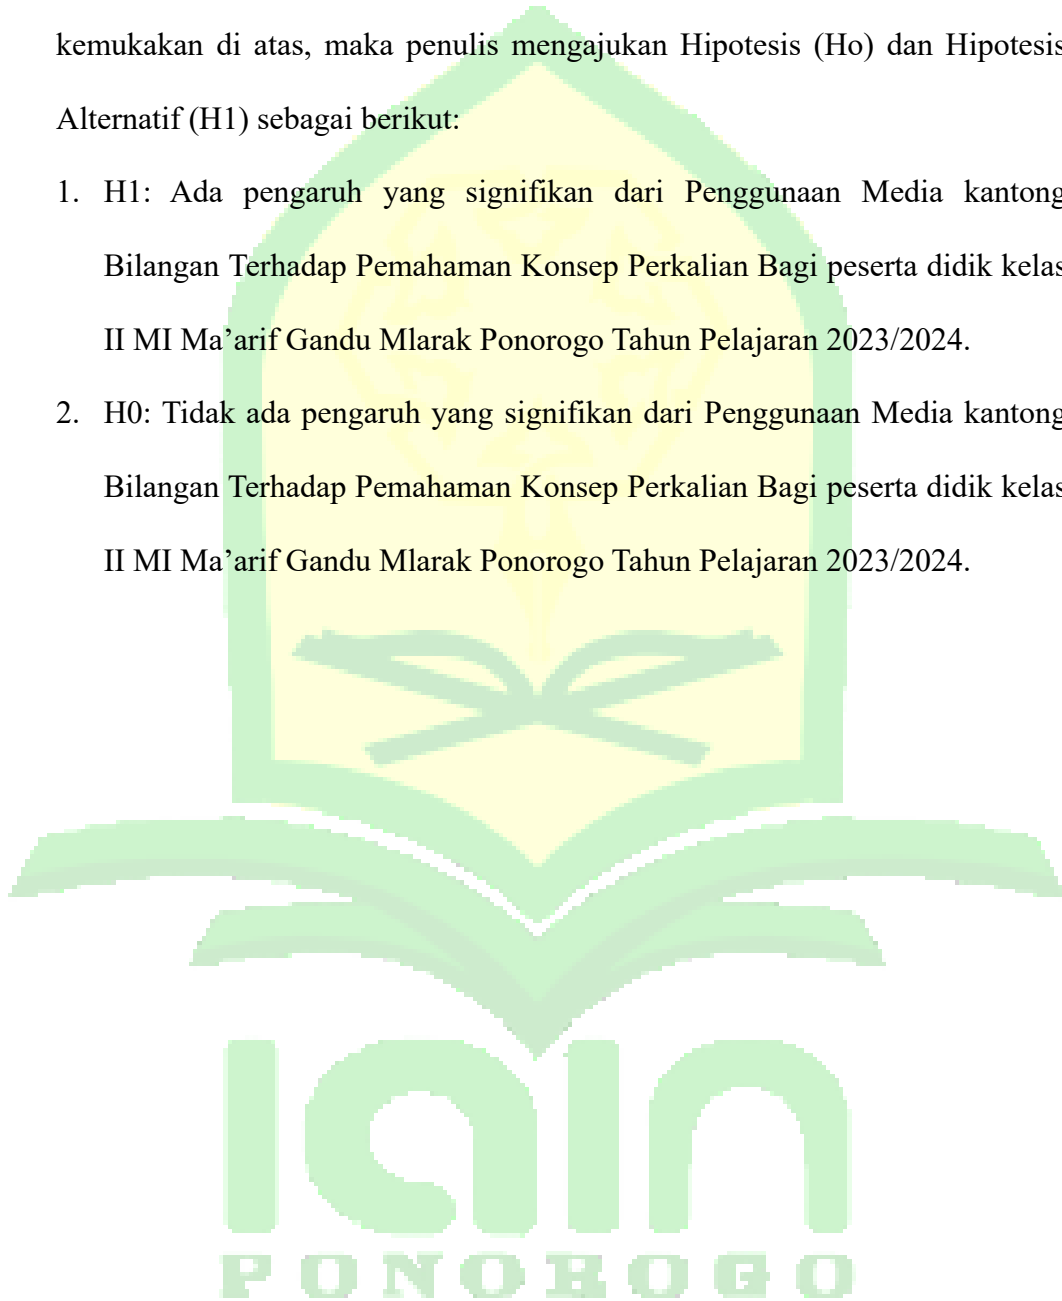 kemukakan di atas, maka penulis mengajukan Hipotesis (Ho) dan Hipotesis
Alternatif (H1) sebagai berikut:
1. H1: Ada pengaruh yang signifikan dari Penggunaan Media kantong
Bilangan Terhadap Pemahaman Konsep Perkalian Bagi peserta didik kelas
II MI Ma’arif Gandu Mlarak Ponorogo Tahun Pelajaran 2023/2024.
2. H0: Tidak ada pengaruh yang signifikan dari Penggunaan Media kantong
Bilangan Terhadap Pemahaman Konsep Perkalian Bagi peserta didik kelas
II MI Ma’arif Gandu Mlarak Ponorogo Tahun Pelajaran 2023/2024.
IAIN
PONOROGO